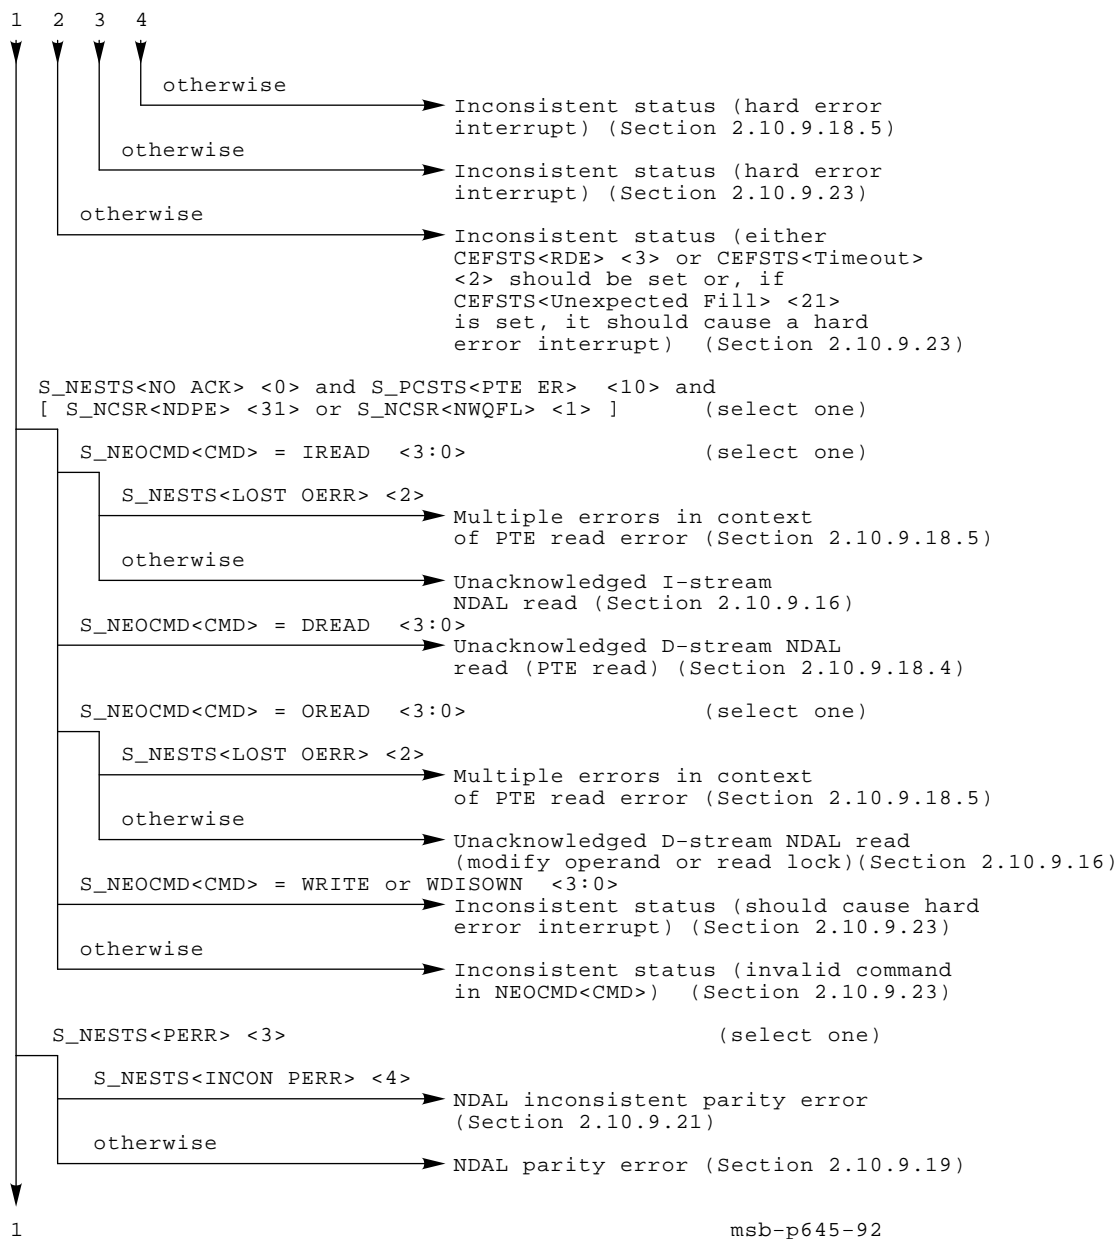 1 2 3 4
otherwise
Inconsistent status (hard error
interrupt) (Section 2.10.9.18.5)
otherwise
Inconsistent status (hard error
interrupt) (Section 2.10.9.23)
otherwise
Inconsistent status (either
CEFSTS<RDE> <3> or CEFSTS<Timeout>
<2> should be set or, if
CEFSTS<Unexpected Fill> <21>
is set, it should cause a hard
error interrupt) (Section 2.10.9.23)
S_NESTS<NO ACK> <0> and S_PCSTS<PTE ER> <10> and
[ S_NCSR<NDPE> <31> or S_NCSR<NWQFL> <1> ] (select one)
S_NEOCMD<CMD> = IREAD <3:0> (select one)
S_NESTS<LOST OERR> <2>
Multiple errors in context
of PTE read error (Section 2.10.9.18.5)
otherwise
Unacknowledged I-stream
NDAL read (Section 2.10.9.16)
S_NEOCMD<CMD> = DREAD <3:0>
Unacknowledged D-stream NDAL
read (PTE read) (Section 2.10.9.18.4)
S_NEOCMD<CMD> = OREAD <3:0> (select one)
S_NESTS<LOST OERR> <2>
Multiple errors in context
of PTE read error (Section 2.10.9.18.5)
otherwise
Unacknowledged D-stream NDAL read
(modify operand or read lock)(Section 2.10.9.16)
S_NEOCMD<CMD> = WRITE or WDISOWN <3:0>
Inconsistent status (should cause hard
error interrupt) (Section 2.10.9.23)
otherwise
Inconsistent status (invalid command
in NEOCMD<CMD>) (Section 2.10.9.23)
S_NESTS<PERR> <3> (select one)
S_NESTS<INCON PERR> <4>
NDAL inconsistent parity error
(Section 2.10.9.21)
otherwise
NDAL parity error (Section 2.10.9.19)
1 msb-p645-92